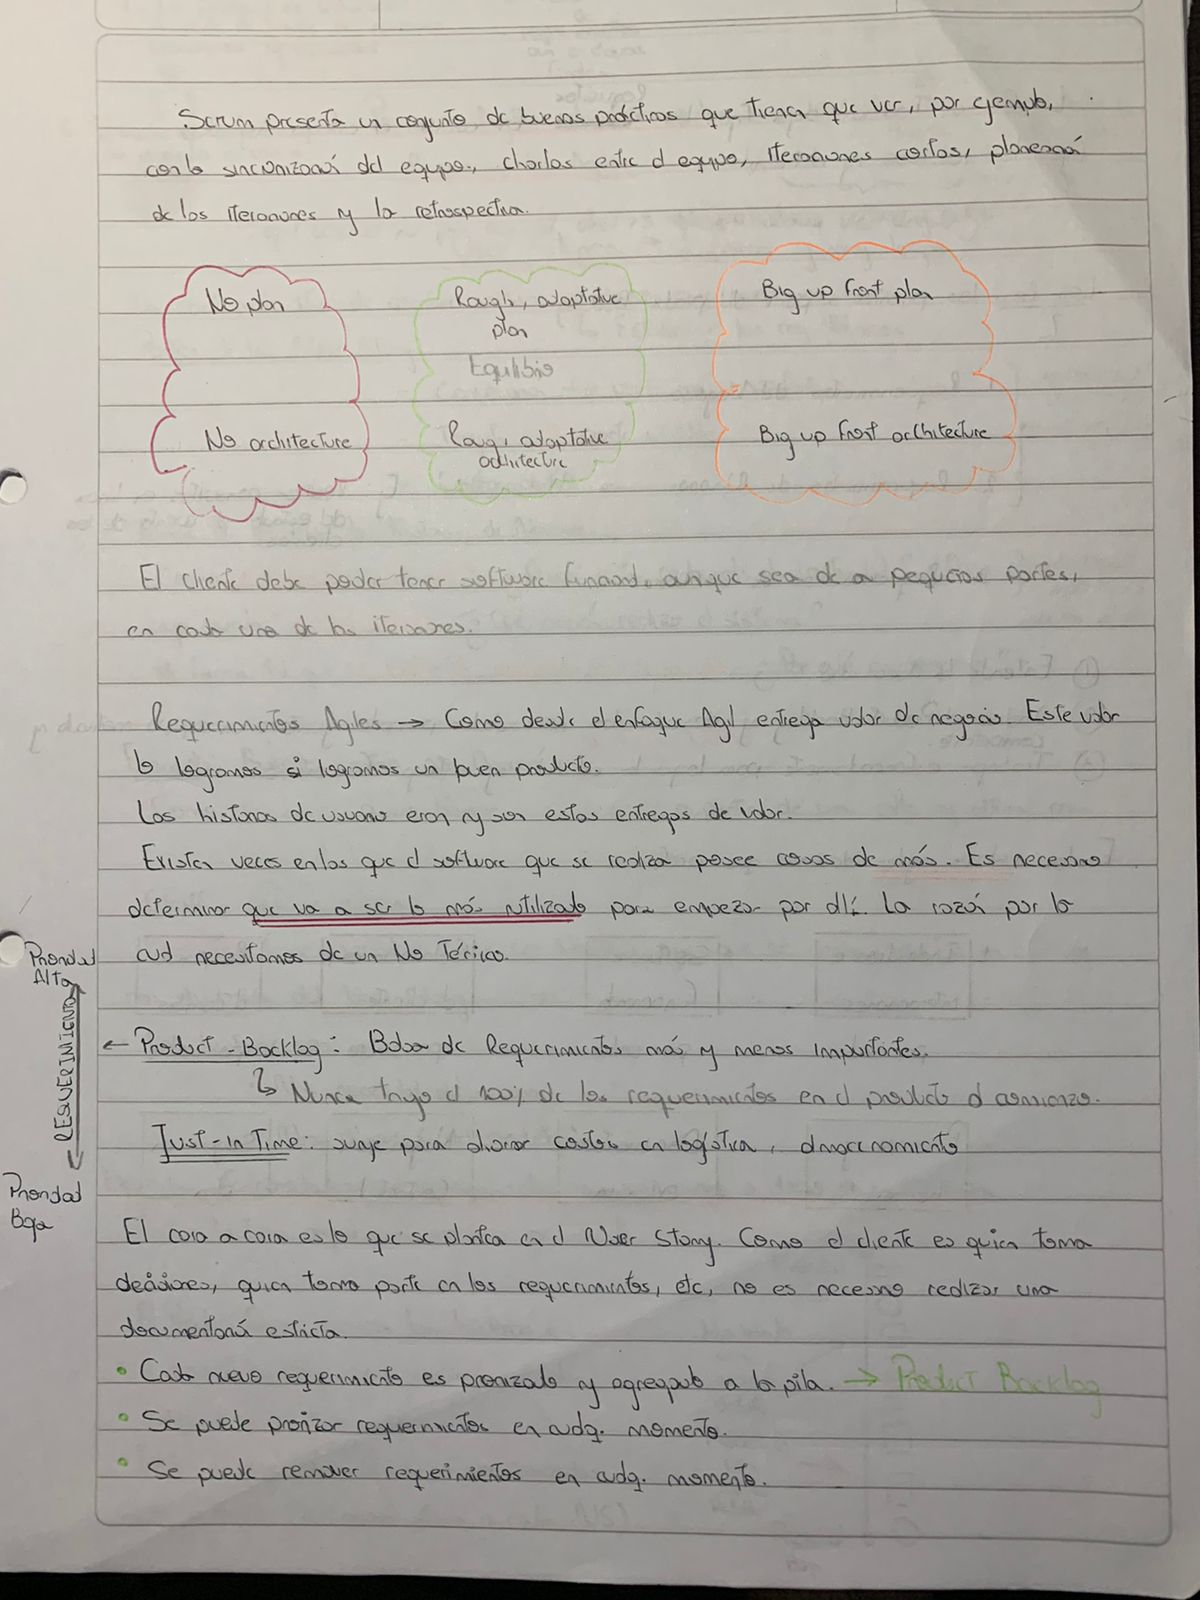 Scrum presenta un conjunto de buenas prácticas que tienen que ver, por ejemplo,
con la sincronización del equipo, charlas entre el equipo, iteraciones cortas, planeación
de las iteraciones y la retrospectiva.
No plan
Rough, adaptative
plan
Big up front plan
Equilibio
No architecture
Roug, adaptative
architecture
Big up front architecture
El cliente debe poder tener software funcional, aunque sea de a pequeñas partes,
en cada una de las iteraciones.
Requerimientos Agiles → Como desde el enfoque Agil entrega valor de negocio. Este valor
lo logramos si logramos un buen producto.
Las historias de usuario eran y son estas entregas de valor.
Existen veces en las que el software que se realiza posee cosas de más. Es necesario
determinar que va a ser lo más utilizado para empezar por allí. La razón por la
cual necesitamos de un No Técnico.
Prioridad
Alta
REQUERIMIENTO
Prioridad
Baja
← Product-Backlog: Bolsa de Requerimientos más y menos importantes.
↳ Nunca traigo el 100% de los requerimientos en el producto al comienzo.
Just-in Time: surge para ahorrar costos en logística, almacenamiento
El cara a cara es lo que se platica en el User Story. Como el cliente es quien toma
decisiones, quien toma parte en los requerimientos, etc, no es necesario realizar una
documentación estricta.
• Cada nuevo requerimiento es priorizado y agregado a la pila. → Product Backlog
• Se puede priorizar requerimientos en cualq. momento.
• Se puede remover requerimientos en cualq. momento.